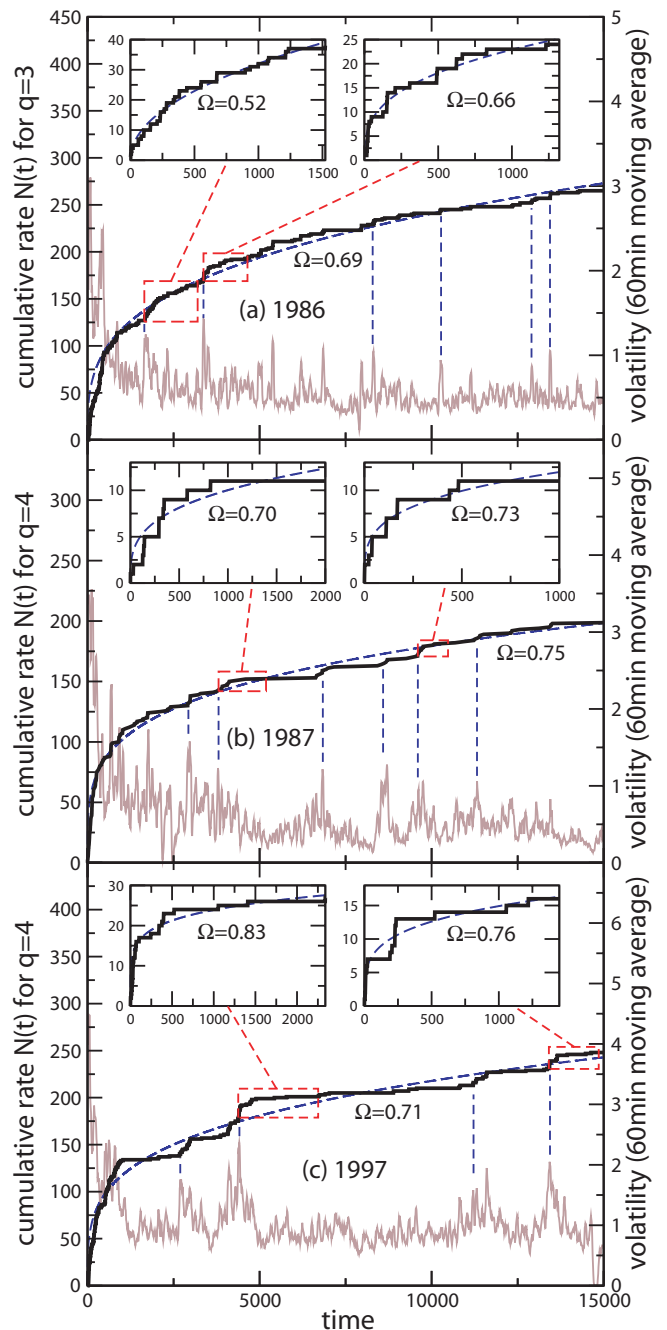 450
400
350
300
250
200
150
100
50
0
cumulative rate N(t) for q=3
40
30
20
10
0
0 500 1000 1500
Ω=0.52
25
20
15
10
5
0
0 500 1000
Ω=0.66
Ω=0.69
(a) 1986
5
4
3
2
1
0
volatility (60min moving average)
300
250
200
150
100
50
0
cumulative rate N(t) for q=4
10
5
0
0 500 1000 1500 2000
Ω=0.70
10
5
0
0 500 1000
Ω=0.73
Ω=0.75
(b) 1987
5
4
3
2
1
0
volatility (60min moving average)
400
350
300
250
200
150
100
50
0
cumulative rate N(t) for q=4
30
20
10
0
0 500 1000 1500 2000
Ω=0.83
15
10
5
0
0 500 1000
Ω=0.76
Ω=0.71
(c) 1997
6
5
4
3
2
1
0
volatility (60min moving average)
0 5000 10000 15000
time